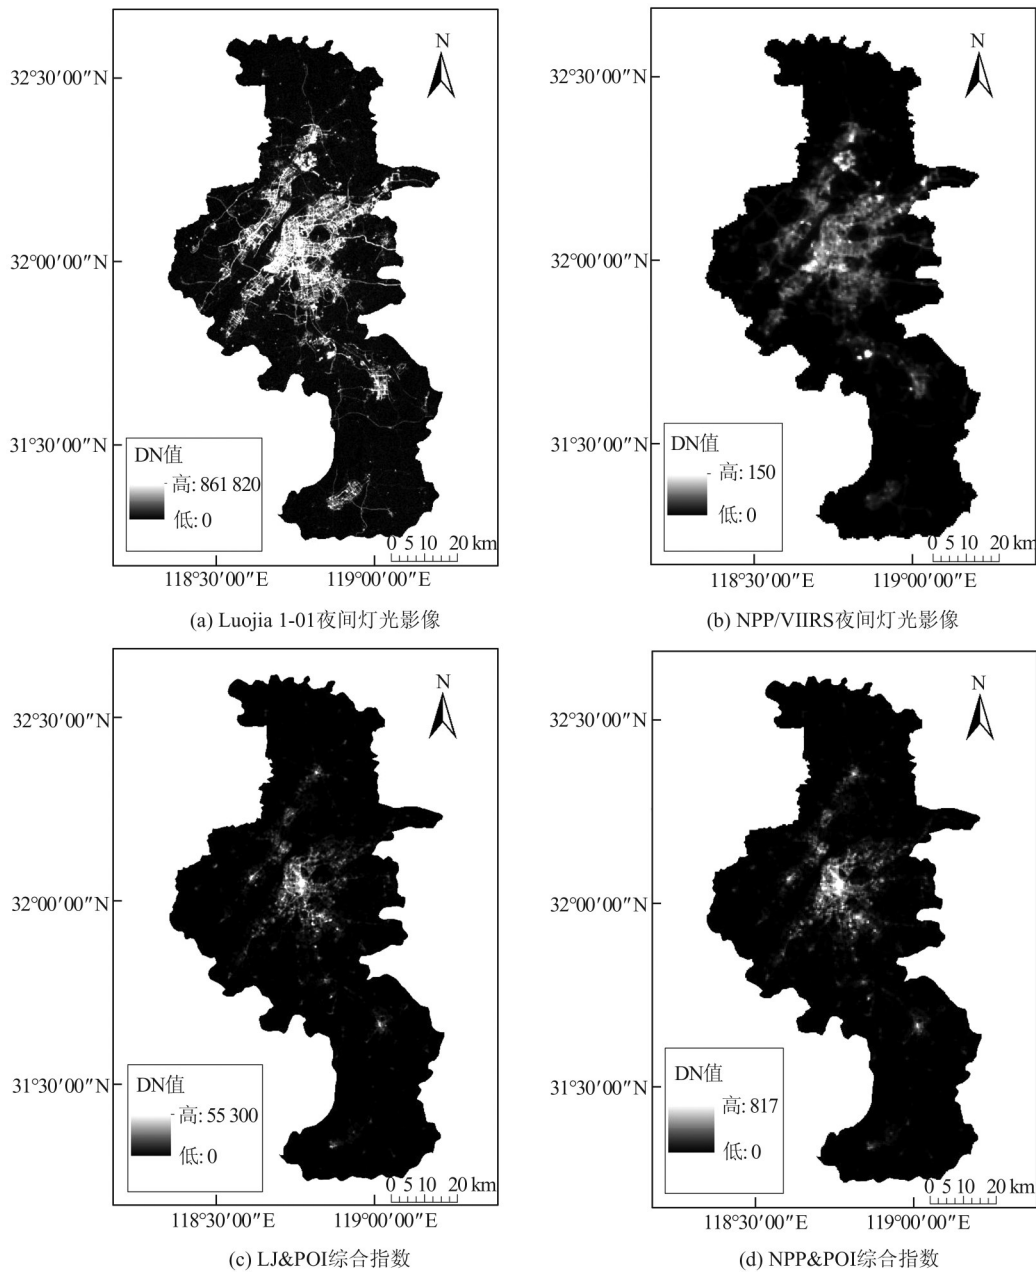 N
32°30′00″N
32°00′00″N
31°30′00″N
DN值
高: 861 820
低: 0
0 5 10 20 km
118°30′00″E 119°00′00″E
(a) Luojia 1-01夜间灯光影像
N
32°30′00″N
32°00′00″N
31°30′00″N
DN值
高: 150
低: 0
0 5 10 20 km
118°30′00″E 119°00′00″E
(b) NPP/VIIRS夜间灯光影像
N
32°30′00″N
32°00′00″N
31°30′00″N
DN值
高: 55 300
低: 0
0 5 10 20 km
118°30′00″E 119°00′00″E
(c) LJ&POI综合指数
N
32°30′00″N
32°00′00″N
31°30′00″N
DN值
高: 817
低: 0
0 5 10 20 km
118°30′00″E 119°00′00″E
(d) NPP&POI综合指数